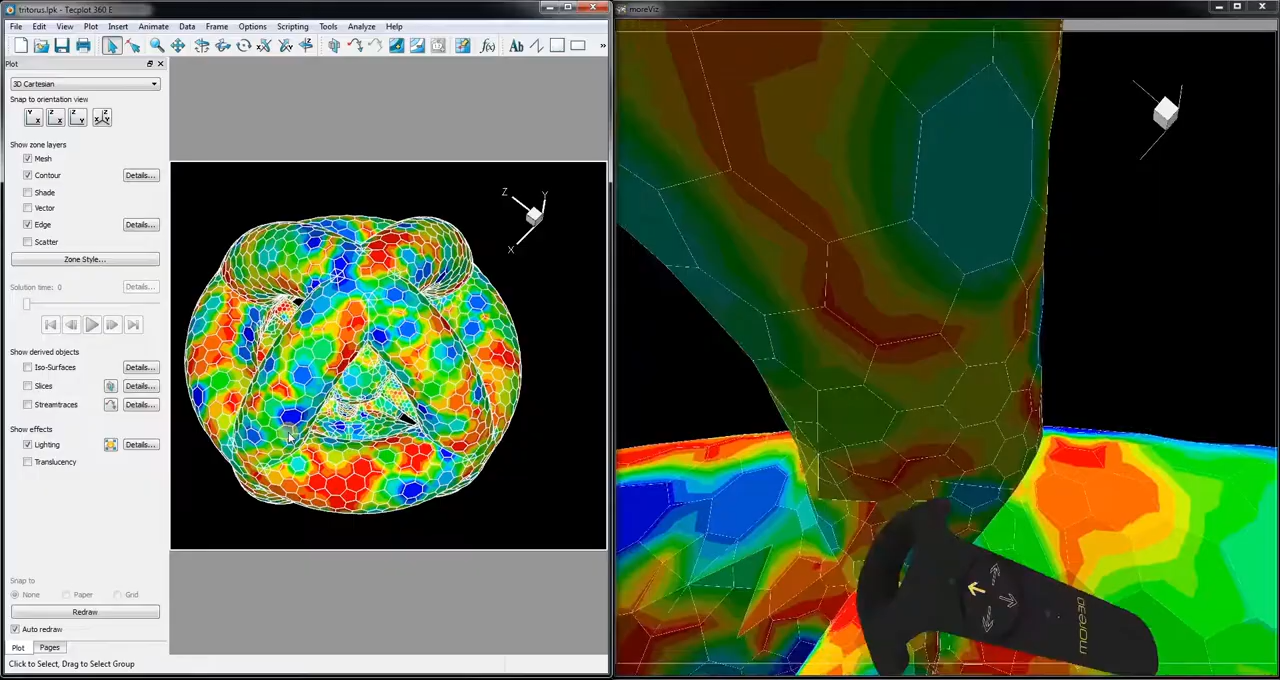 tritorus.lpk - Tecplot 360 E
File Edit View Plot Insert Animate Data Frame Options Scripting Tools Analyze Help
Plot
3D Cartesian
Snap to orientation view
Show zone layers
Mesh
Contour Details...
Shade
Vector
Edge Details...
Scatter
Zone Style...
Solution time: 0 Details...
Show derived objects
Iso-Surfaces Details...
Slices Details...
Streamtraces Details...
Show effects
Lighting Details...
Translucency
Snap to
None Paper Grid
Redraw
Auto redraw
Plot Pages
Click to Select, Drag to Select Group
Ab
f(x)
Z Y
X
moreViz